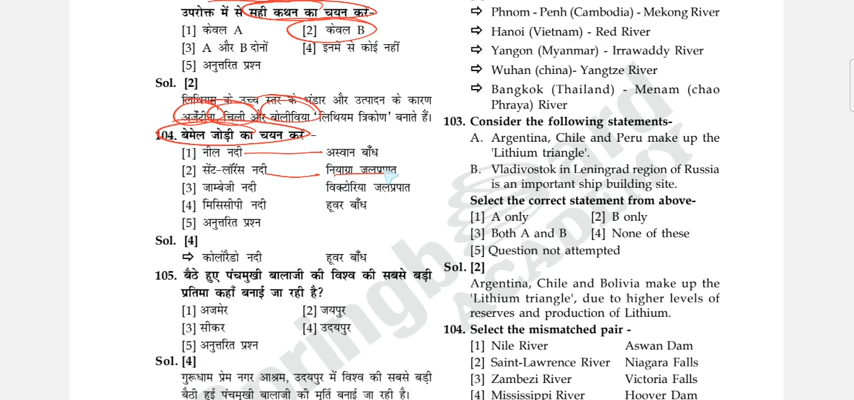 उपरोक्त में से सही कथन का चयन करें-
[1] केवल A [2] केवल B
[3] A और B दोनों [4] इनमें से कोई नहीं
[5] अनुत्तरित प्रश्न
Sol. [2]
लिथियम के उच्च स्तर के भंडार और उत्पादन के कारण
अर्जेंटीना, चिली और बोलीविया 'लिथियम त्रिकोण' बनाते हैं।
104. बेमेल जोड़ी का चयन करें -
[1] नील नदी अस्वान बाँध
[2] सेंट-लॉरेंस नदी नियाग्रा जलप्रपात
[3] जाम्बेजी नदी विक्टोरिया जलप्रपात
[4] मिसिसीपी नदी हूवर बाँध
[5] अनुत्तरित प्रश्न
Sol. [4]
⇨ कोलोरैडो नदी हूवर बाँध
105. बैठे हुए पंचमुखी बालाजी की विश्व की सबसे बड़ी
प्रतिमा कहाँ बनाई जा रही है?
[1] अजमेर [2] जयपुर
[3] सीकर [4] उदयपुर
[5] अनुत्तरित प्रश्न
Sol. [4]
गुरूधाम प्रेम नगर आश्रम, उदयपुर में विश्व की सबसे बड़ी
बैठी हुई पंचमुखी बालाजी की मूर्ति बनाई जा रही है।
⇨ Phnom - Penh (Cambodia) - Mekong River
⇨ Hanoi (Vietnam) - Red River
⇨ Yangon (Myanmar) - Irrawaddy River
⇨ Wuhan (china)- Yangtze River
⇨ Bangkok (Thailand) - Menam (chao
Phraya) River
103. Consider the following statements-
A. Argentina, Chile and Peru make up the
'Lithium triangle'.
B. Vladivostock in Leningrad region of Russia
is an important ship building site.
Select the correct statement from above-
[1] A only [2] B only
[3] Both A and B [4] None of these
[5] Question not attempted
Sol. [2]
Argentina, Chile and Bolivia make up the
'Lithium triangle', due to higher levels of
reserves and production of Lithium.
104. Select the mismatched pair -
[1] Nile River Aswan Dam
[2] Saint-Lawrence River Niagara Falls
[3] Zambezi River Victoria Falls
[4] Mississippi River Hoover Dam